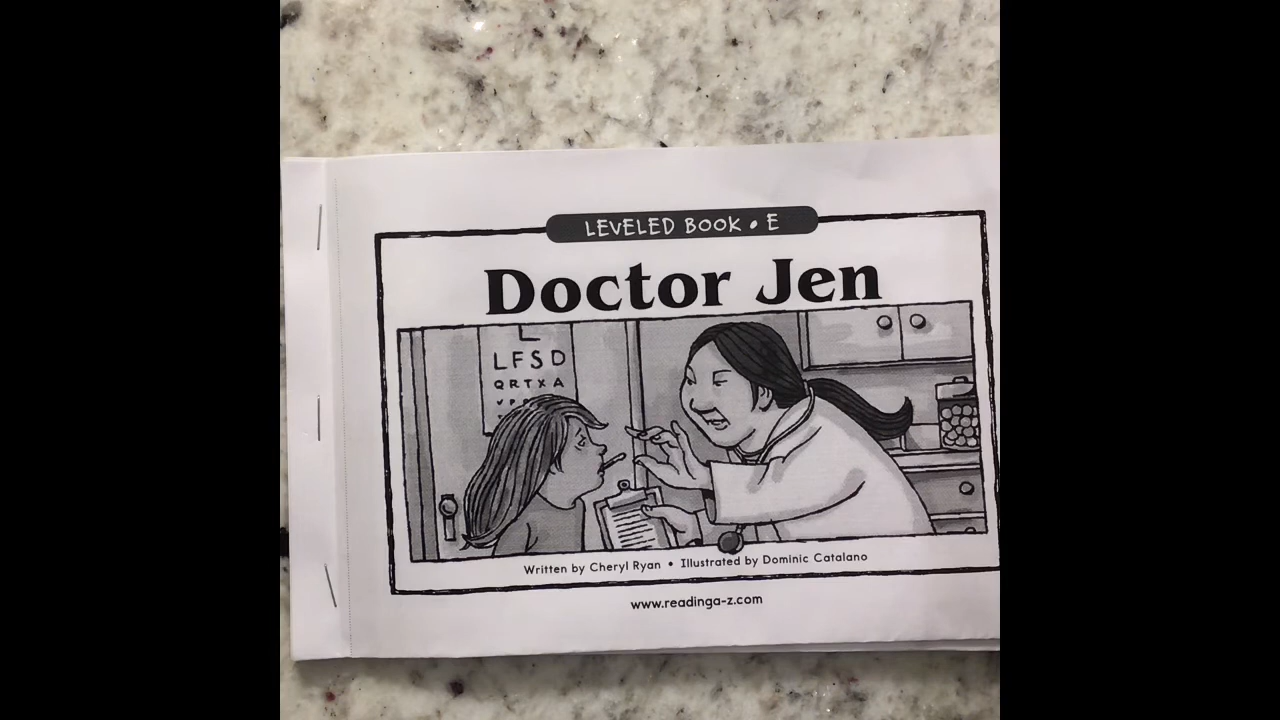 LEVELED BOOK • E
Doctor Jen
L
LFSD
QRTXA
Written by Cheryl Ryan • Illustrated by Dominic Catalano
www.readinga-z.com